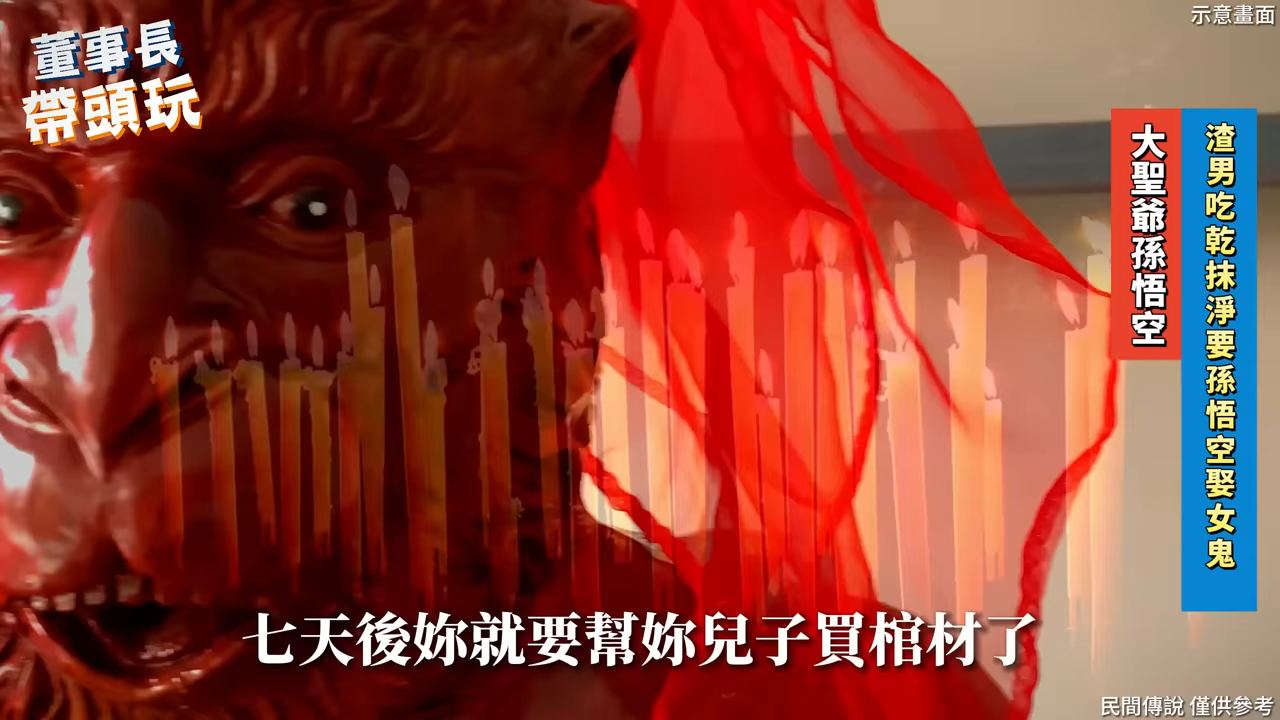 董事長
帶頭玩
示意畫面
渣男吃乾抹淨要孫悟空娶女鬼
大聖爺孫悟空
七天後妳就要幫妳兒子買棺材了
民間傳說 僅供參考